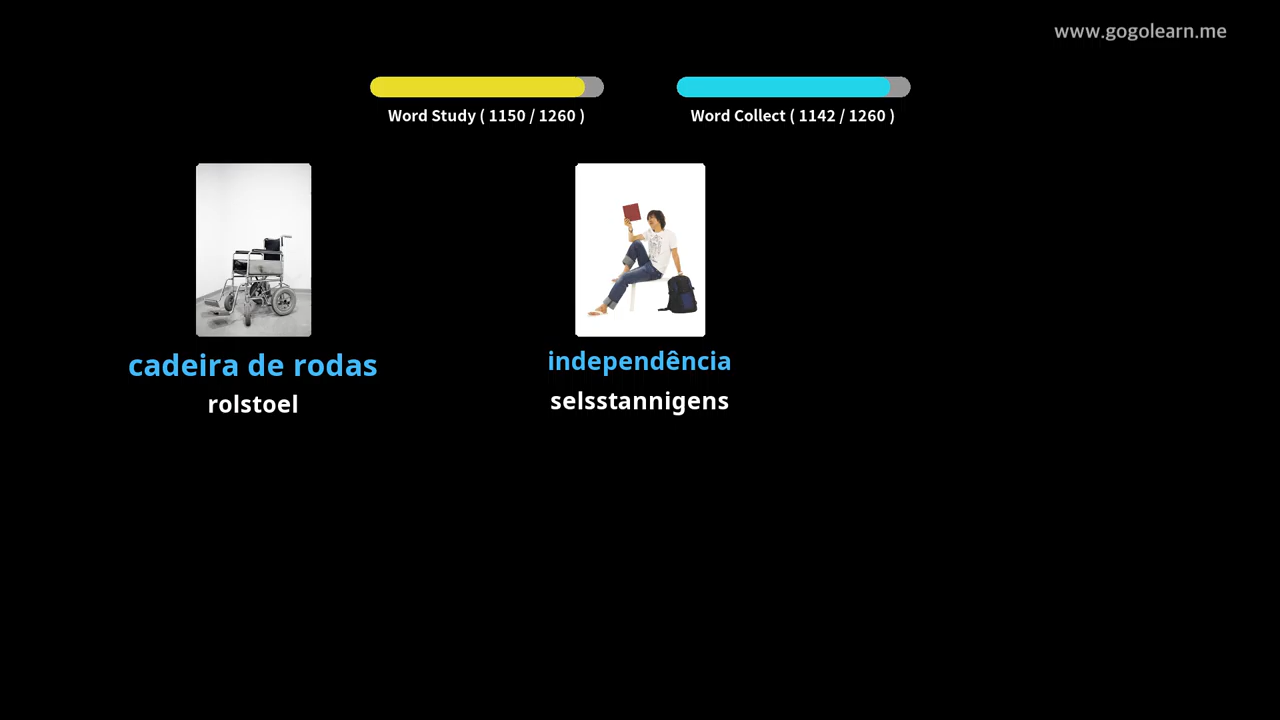 www.gogolearn.me
Word Study ( 1150 / 1260 )
Word Collect ( 1142 / 1260 )
cadeira de rodas
rolstoel
independência
selsstannigens